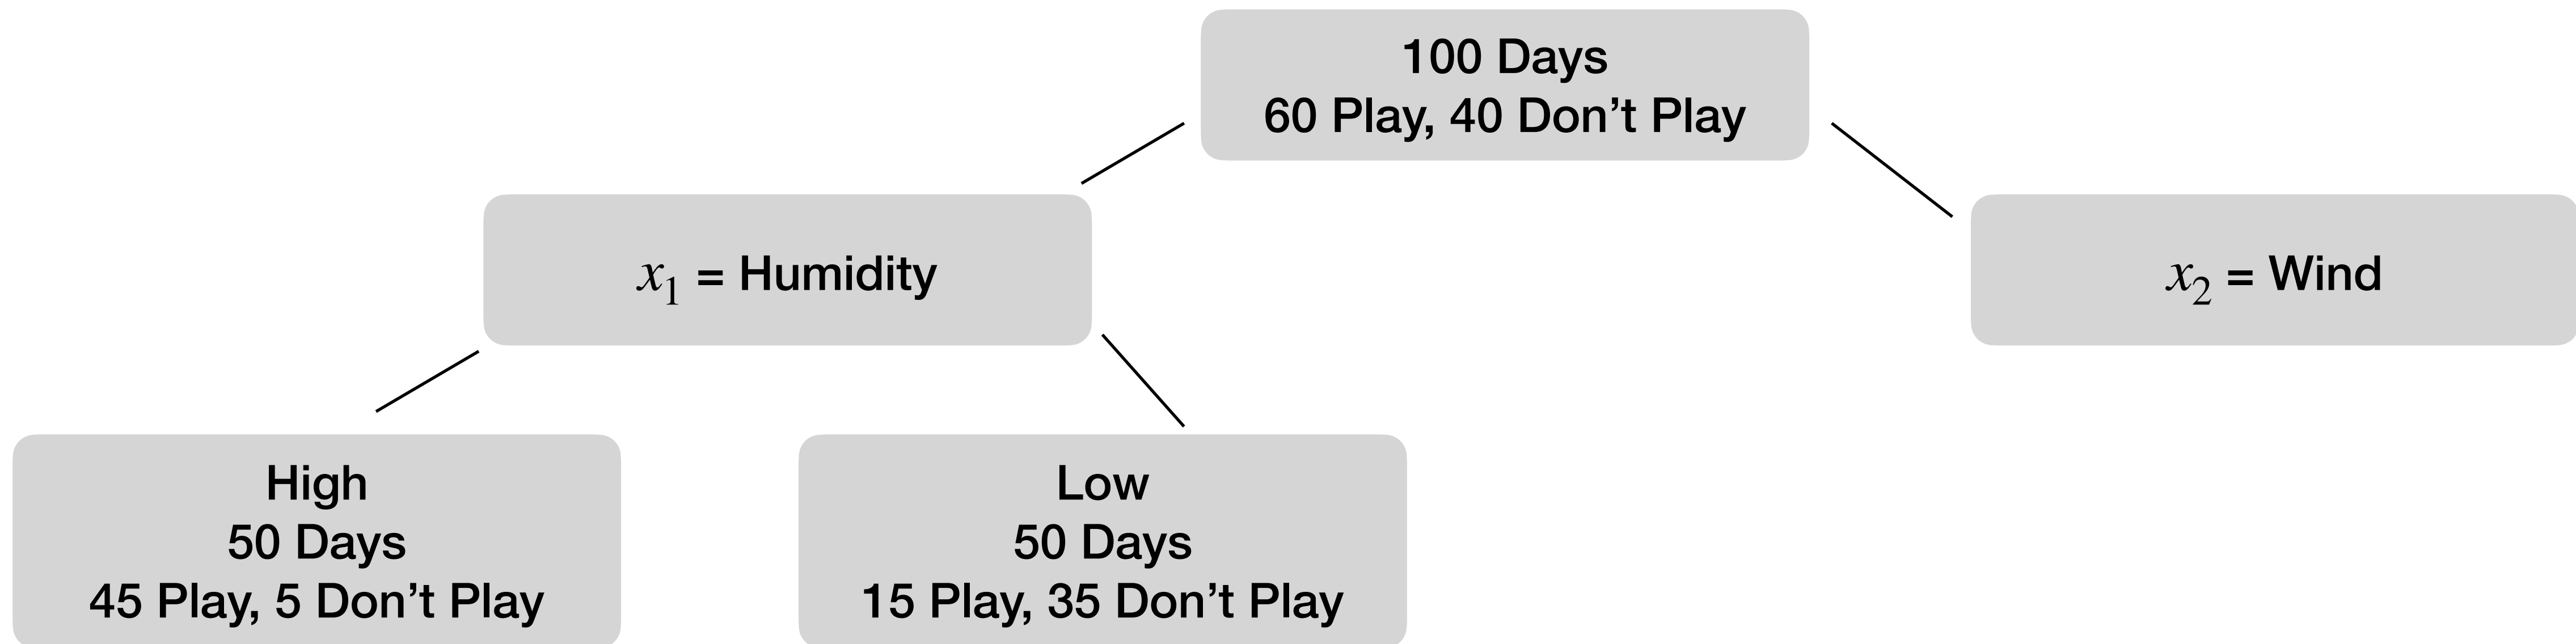 100 Days
60 Play, 40 Don’t Play
x₁ = Humidity
x₂ = Wind
High
50 Days
45 Play, 5 Don’t Play
Low
50 Days
15 Play, 35 Don’t Play